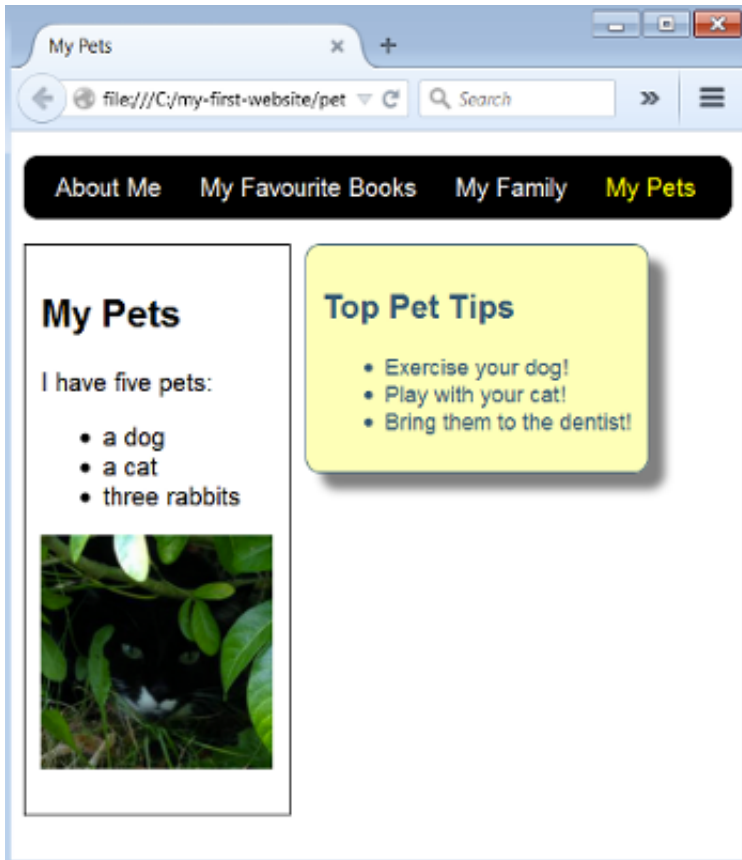 My Pets
file:///C:/my-first-website/pet
Search
About Me My Favourite Books My Family My Pets
My Pets
I have five pets:
• a dog
• a cat
• three rabbits
Top Pet Tips
• Exercise your dog!
• Play with your cat!
• Bring them to the dentist!